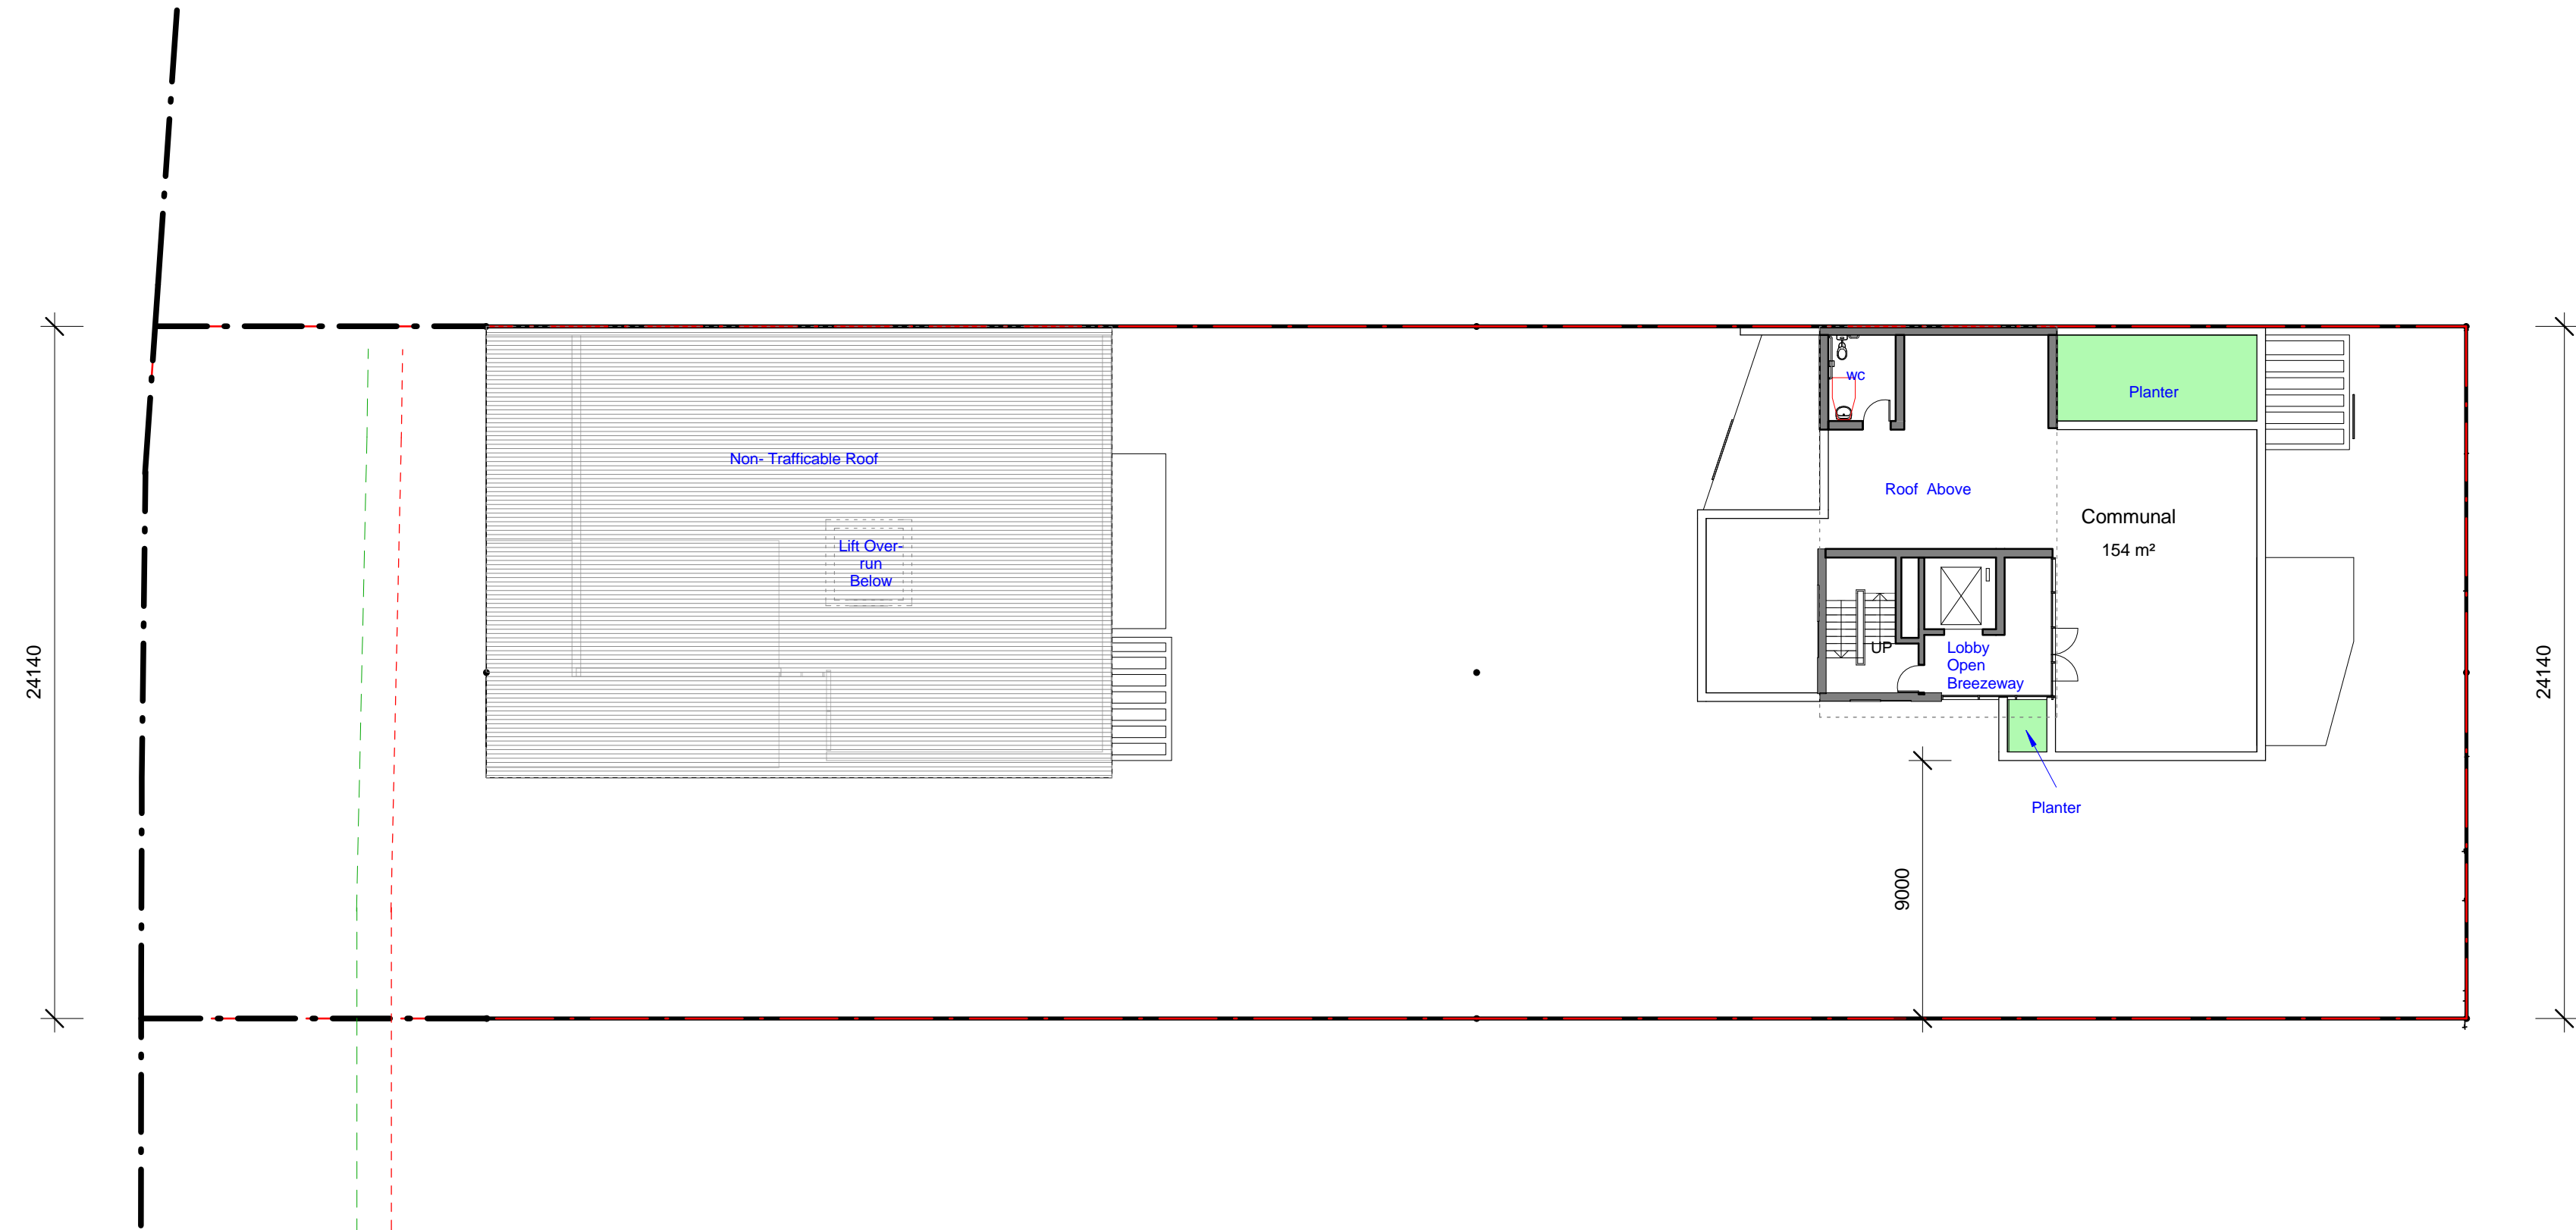 wc
Planter
Non- Trafficable Roof
Roof Above
Communal
154 m²
Lift Over-
run
Below
UP
Lobby
Open
Breezeway
24140
24140
Planter
9000